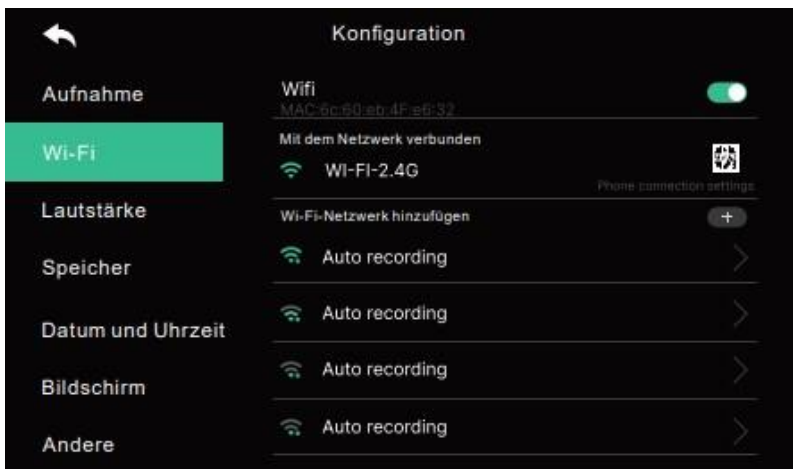 Konfiguration
Aufnahme
Wi-Fi
Lautstärke
Speicher
Datum und Uhrzeit
Bildschirm
Andere
Wifi
MAC:6c:60:eb:4F:e6:32
Mit dem Netzwerk verbunden
WI-FI-2.4G
Phone connection settings
Wi-Fi-Netzwerk hinzufügen
Auto recording
Auto recording
Auto recording
Auto recording